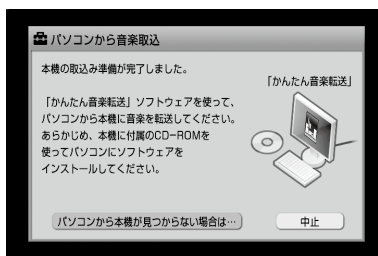 パソコンから音楽取込
本機の取込み準備が完了しました。
「かんたん音楽転送」
「かんたん音楽転送」ソフトウェアを使って、
パソコンから本機に音楽を転送してください。
あらかじめ、本機に付属のCD-ROMを
使ってパソコンにソフトウェアを
インストールしてください。
パソコンから本機が見つからない場合は…
中止